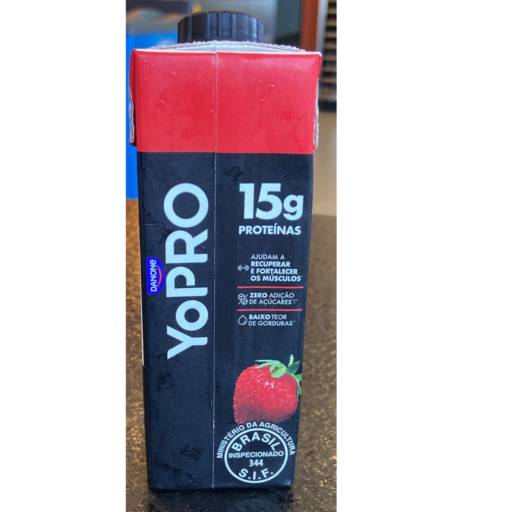 DANONE
YoPRO
15g
PROTEÍNAS
AJUDAM A
RECUPERAR
E FORTALECER
OS MÚSCULOS*
ZERO ADIÇÃO
DE AÇÚCARES**
BAIXO TEOR
DE GORDURAS**
MINISTÉRIO DA AGRICULTURA
BRASIL
INSPECIONADO
344
S.I.F.